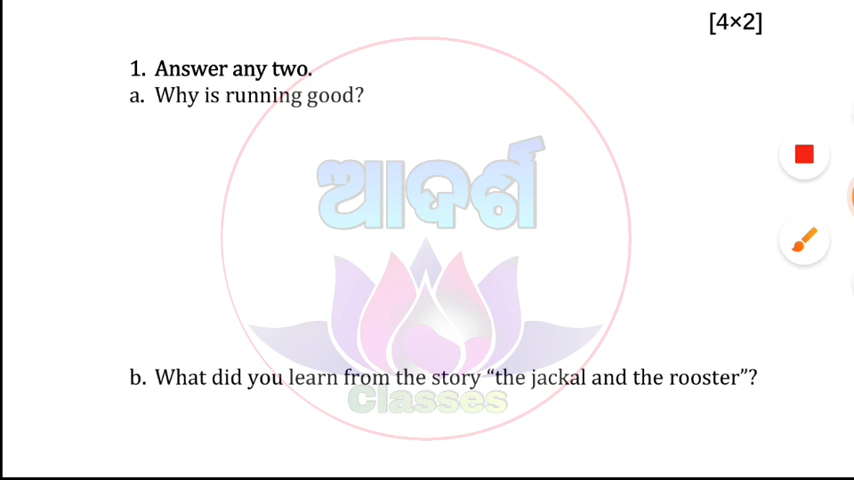 [4×2]
1. Answer any two.
a. Why is running good?
ଆଦର୍ଶ
b. What did you learn from the story “the jackal and the rooster”?
Classes